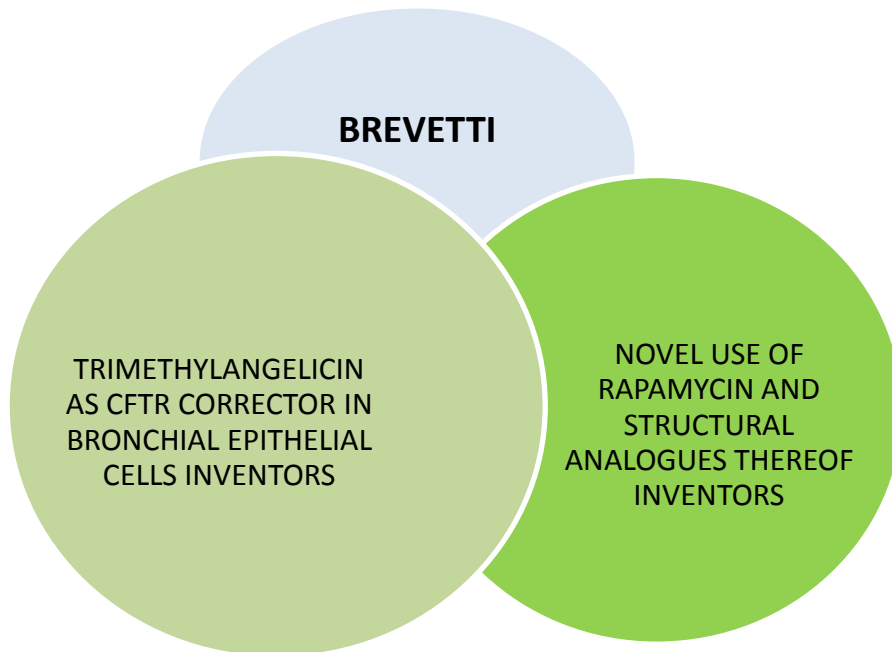 BREVETTI
TRIMETHYLANGELICIN
AS CFTR CORRECTOR IN
BRONCHIAL EPITHELIAL
CELLS INVENTORS
NOVEL USE OF
RAPAMYCIN AND
STRUCTURAL
ANALOGUES THEREOF
INVENTORS